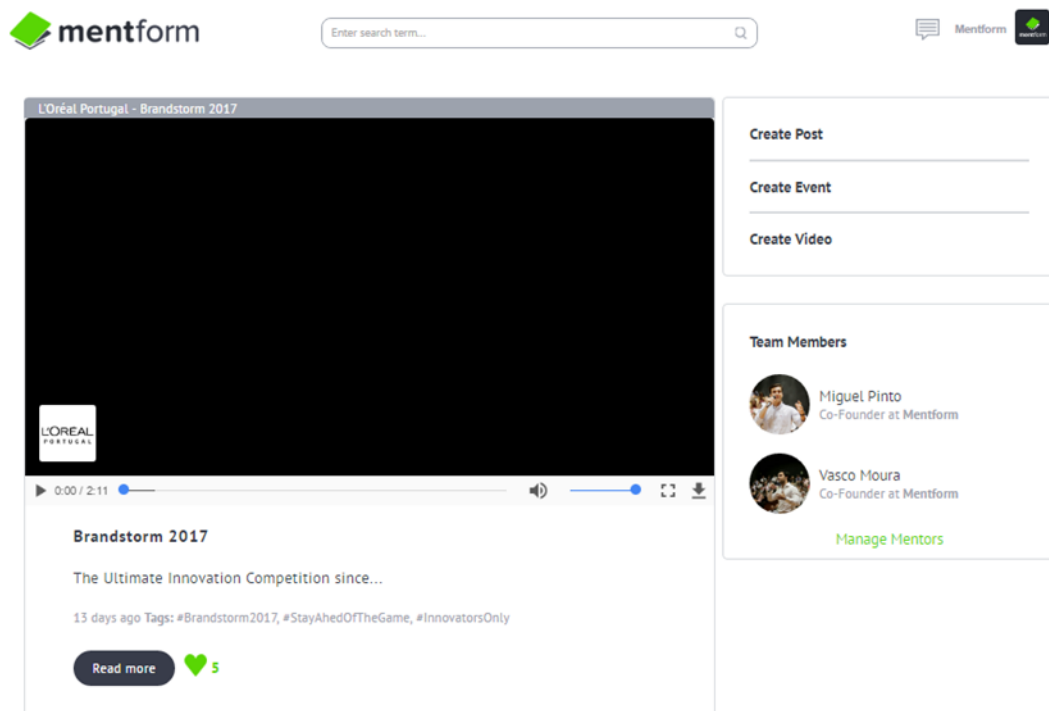 mentform
Enter search term...
Mentform
mentform
L'Oréal Portugal - Brandstorm 2017
L'ORÉAL
PORTUGAL
0:00 / 2:11
Brandstorm 2017
The Ultimate Innovation Competition since...
13 days ago Tags: #Brandstorm2017, #StayAhedOfTheGame, #InnovatorsOnly
Read more
5
Create Post
Create Event
Create Video
Team Members
Miguel Pinto
Co-Founder at Mentform
Vasco Moura
Co-Founder at Mentform
Manage Mentors